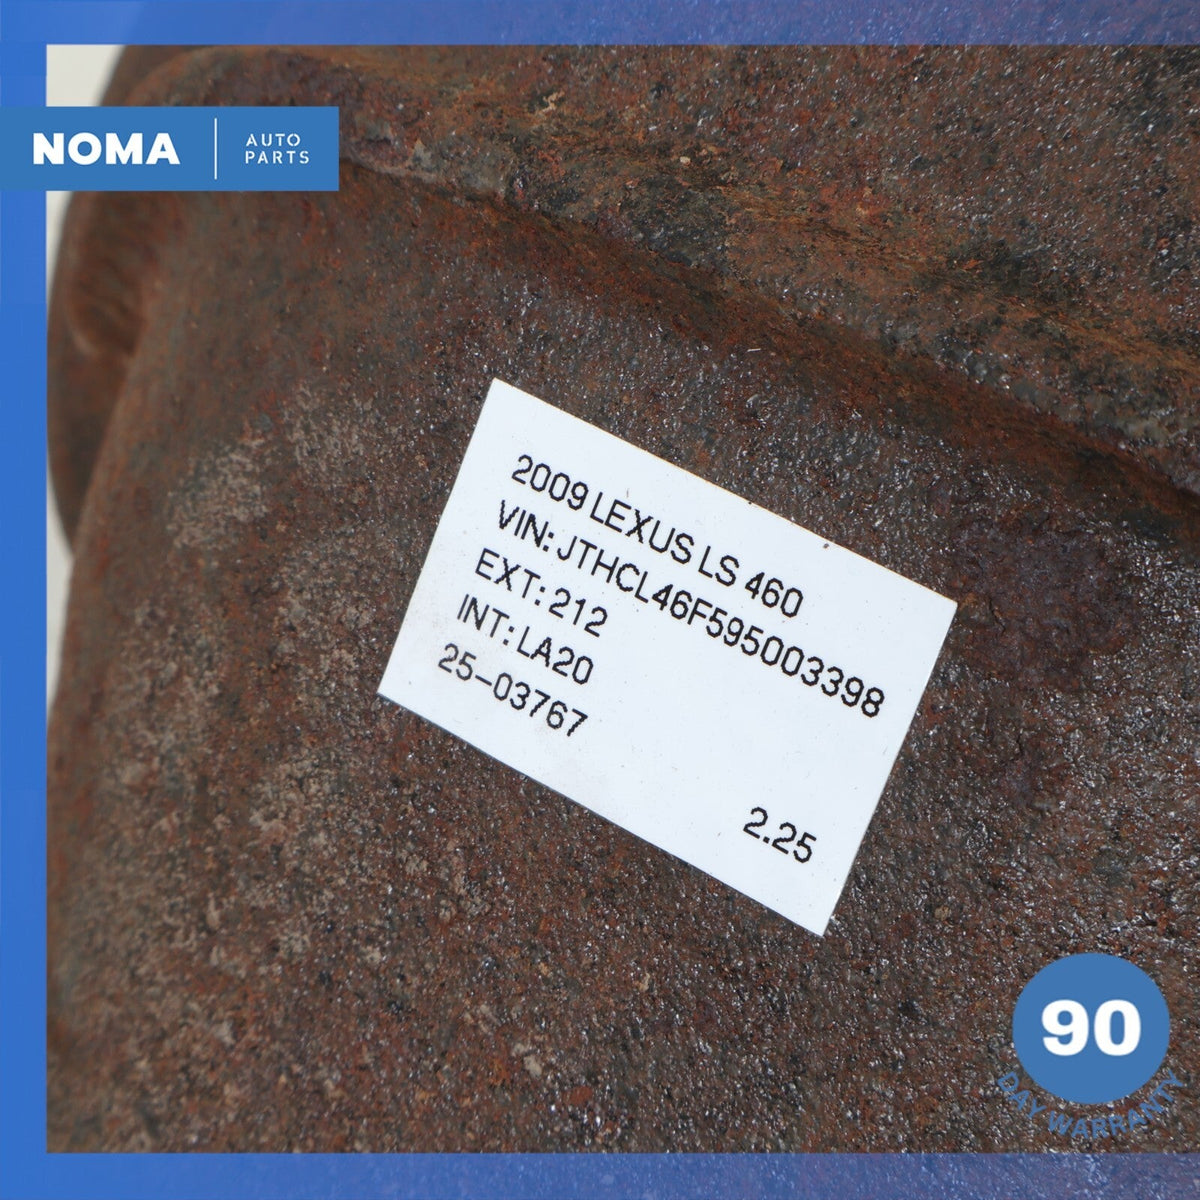 NOMA
AUTO
PARTS
2009 LEXUS LS 460
VIN: JTHCL46F595003398
EXT: 212
INT: LA20
25-03767
2.25
90
DAY WARRANTY